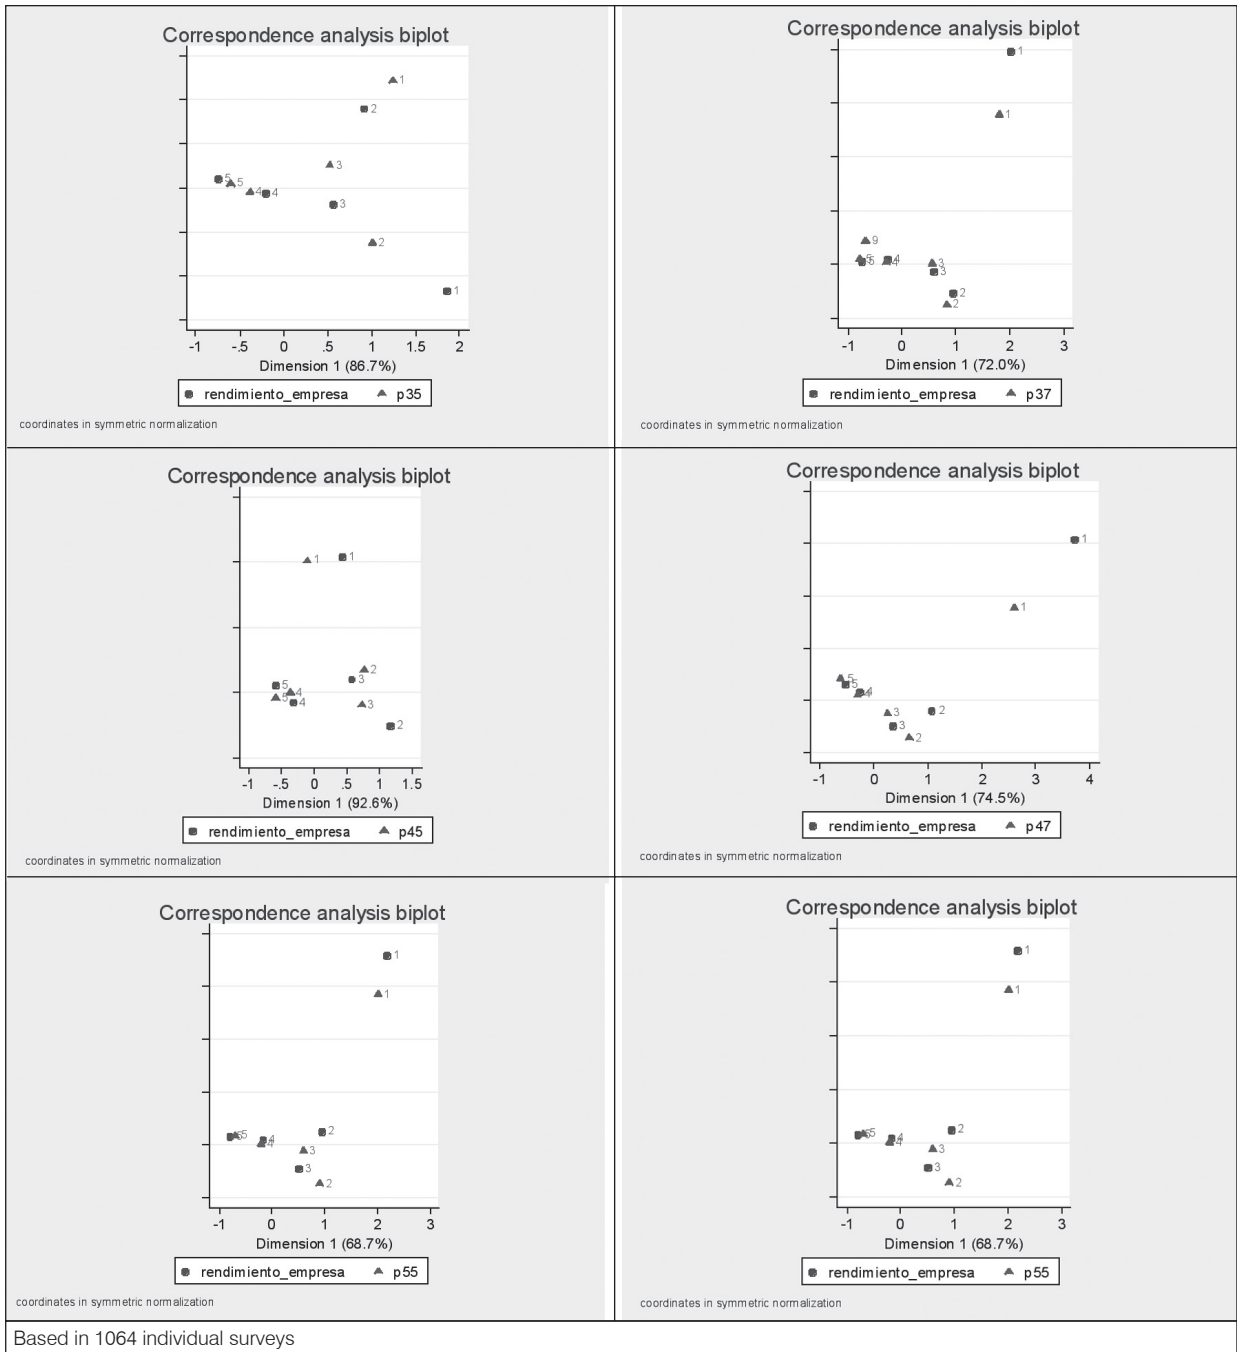 Correspondence analysis biplot
1
2
3
5
5
4
4
3
2
1
-1 -.5 0 .5 1 1.5 2
Dimension 1 (86.7%)
rendimiento_empresa p35
coordinates in symmetric normalization
Correspondence analysis biplot
1
1
9
5
5
4
4
3
3
2
2
-1 0 1 2 3
Dimension 1 (72.0%)
rendimiento_empresa p37
coordinates in symmetric normalization
Correspondence analysis biplot
1
1
2
3
5
4
5
4
3
2
-1 -.5 0 .5 1 1.5
Dimension 1 (92.6%)
rendimiento_empresa p45
coordinates in symmetric normalization
Correspondence analysis biplot
1
1
5
5
4
4
3
2
3
2
-1 0 1 2 3 4
Dimension 1 (74.5%)
rendimiento_empresa p47
coordinates in symmetric normalization
Correspondence analysis biplot
1
1
2
5
5
4
4
3
3
2
-1 0 1 2 3
Dimension 1 (68.7%)
rendimiento_empresa p55
coordinates in symmetric normalization
Correspondence analysis biplot
1
1
2
5
5
4
4
3
3
2
-1 0 1 2 3
Dimension 1 (68.7%)
rendimiento_empresa p55
coordinates in symmetric normalization
Based in 1064 individual surveys